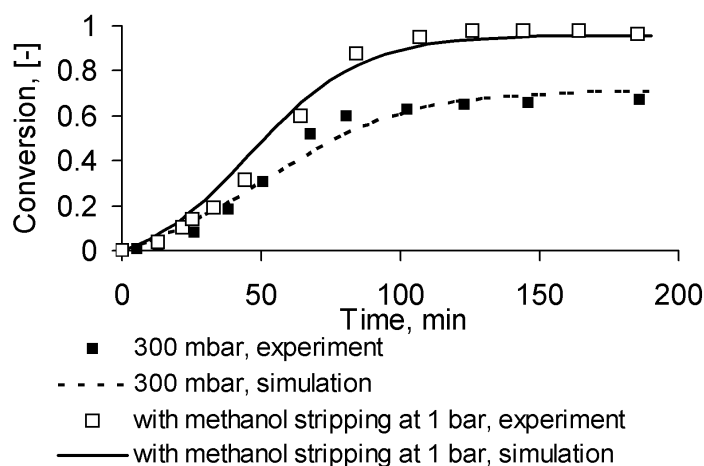 Conversion, [-]
1
0.8
0.6
0.4
0.2
0
0 50 100 150 200
Time, min
300 mbar, experiment
300 mbar, simulation
with methanol stripping at 1 bar, experiment
with methanol stripping at 1 bar, simulation